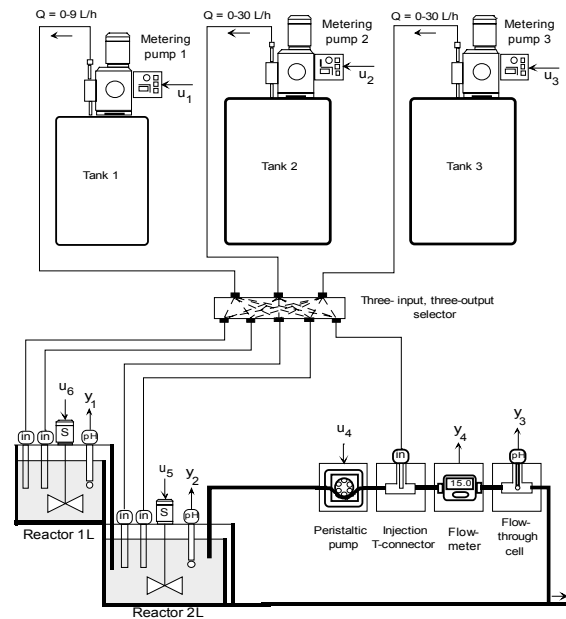 Q = 0-9 L/h
Metering
pump 1
u1
Tank 1
Q = 0-30 L/h
Metering
pump 2
u2
Tank 2
Q = 0-30 L/h
Metering
pump 3
u3
Tank 3
Three- input, three-output
selector
u6
y1
in
in
S
pH
Reactor 1L
u5
y2
in
in
S
pH
Reactor 2L
u4
Peristaltic
pump
in
Injection
T-connector
y4
15.0
Flow-
meter
y3
pH
Flow-
through
cell